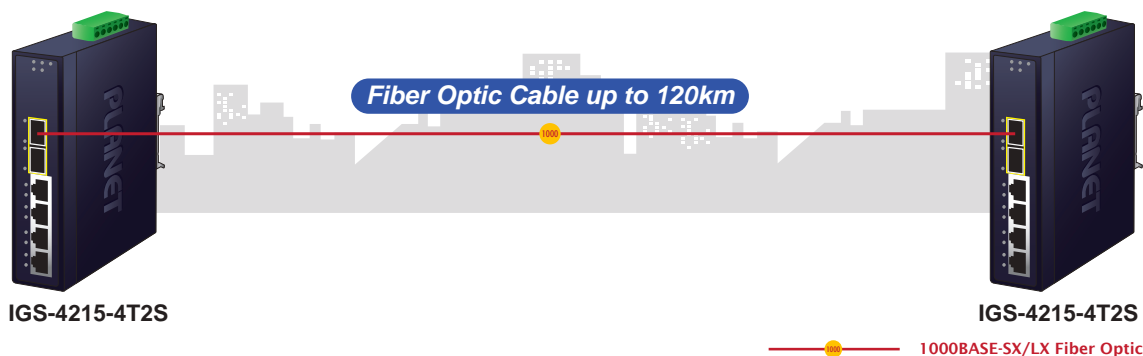 Fiber Optic Cable up to 120km
1000
PLANET
PLANET
IGS-4215-4T2S
IGS-4215-4T2S
1000
1000BASE-SX/LX Fiber Optic